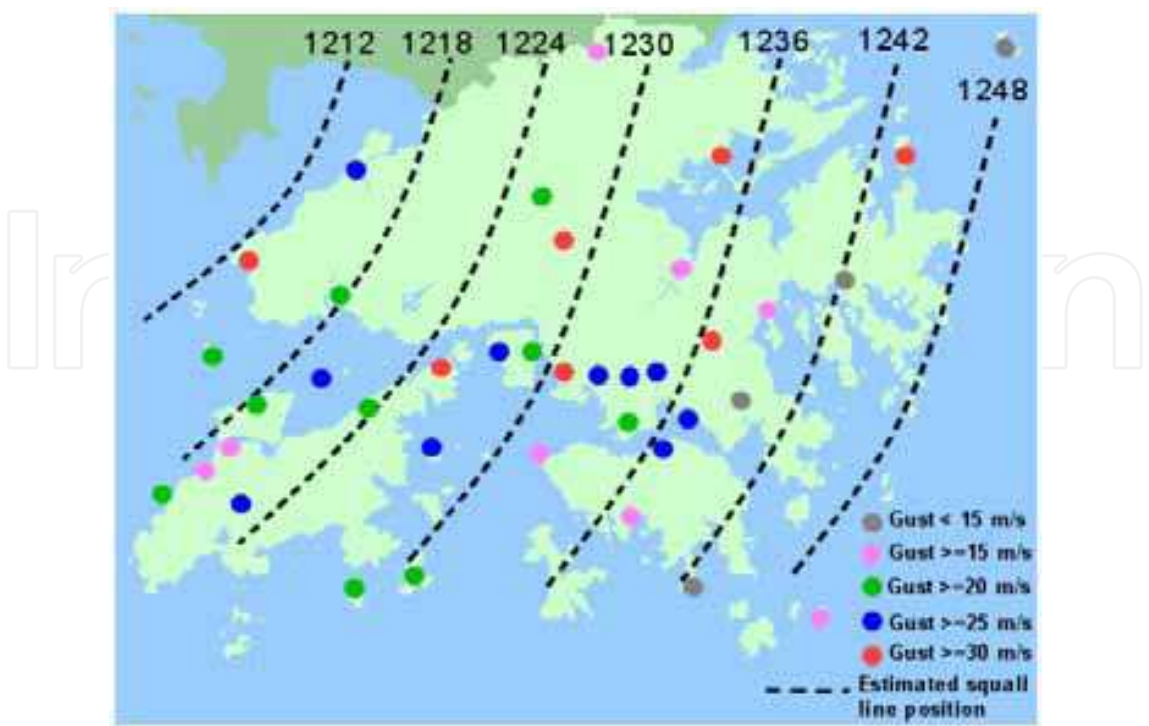 1212 1218 1224 1230 1236 1242
1248
Gust < 15 m/s
Gust >=15 m/s
Gust >=20 m/s
Gust >=25 m/s
Gust >=30 m/s
Estimated squall
line position